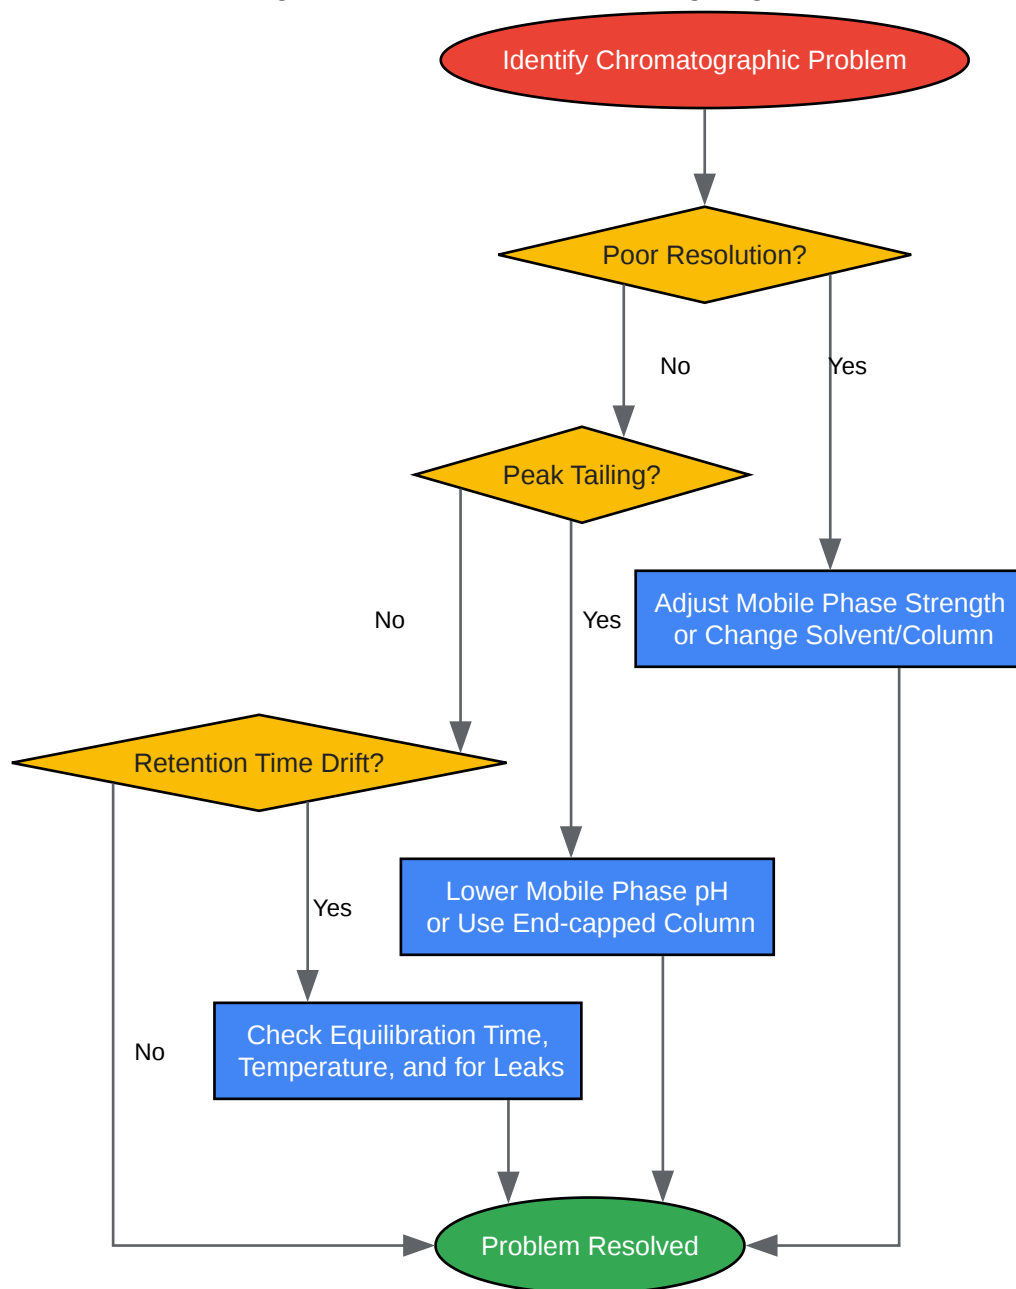 Identify Chromatographic Problem
Poor Resolution?
No
Yes
Peak Tailing?
No
Yes
Adjust Mobile Phase Strength
or Change Solvent/Column
Retention Time Drift?
Lower Mobile Phase pH
or Use End-capped Column
Yes
No
Check Equilibration Time,
Temperature, and for Leaks
Problem Resolved